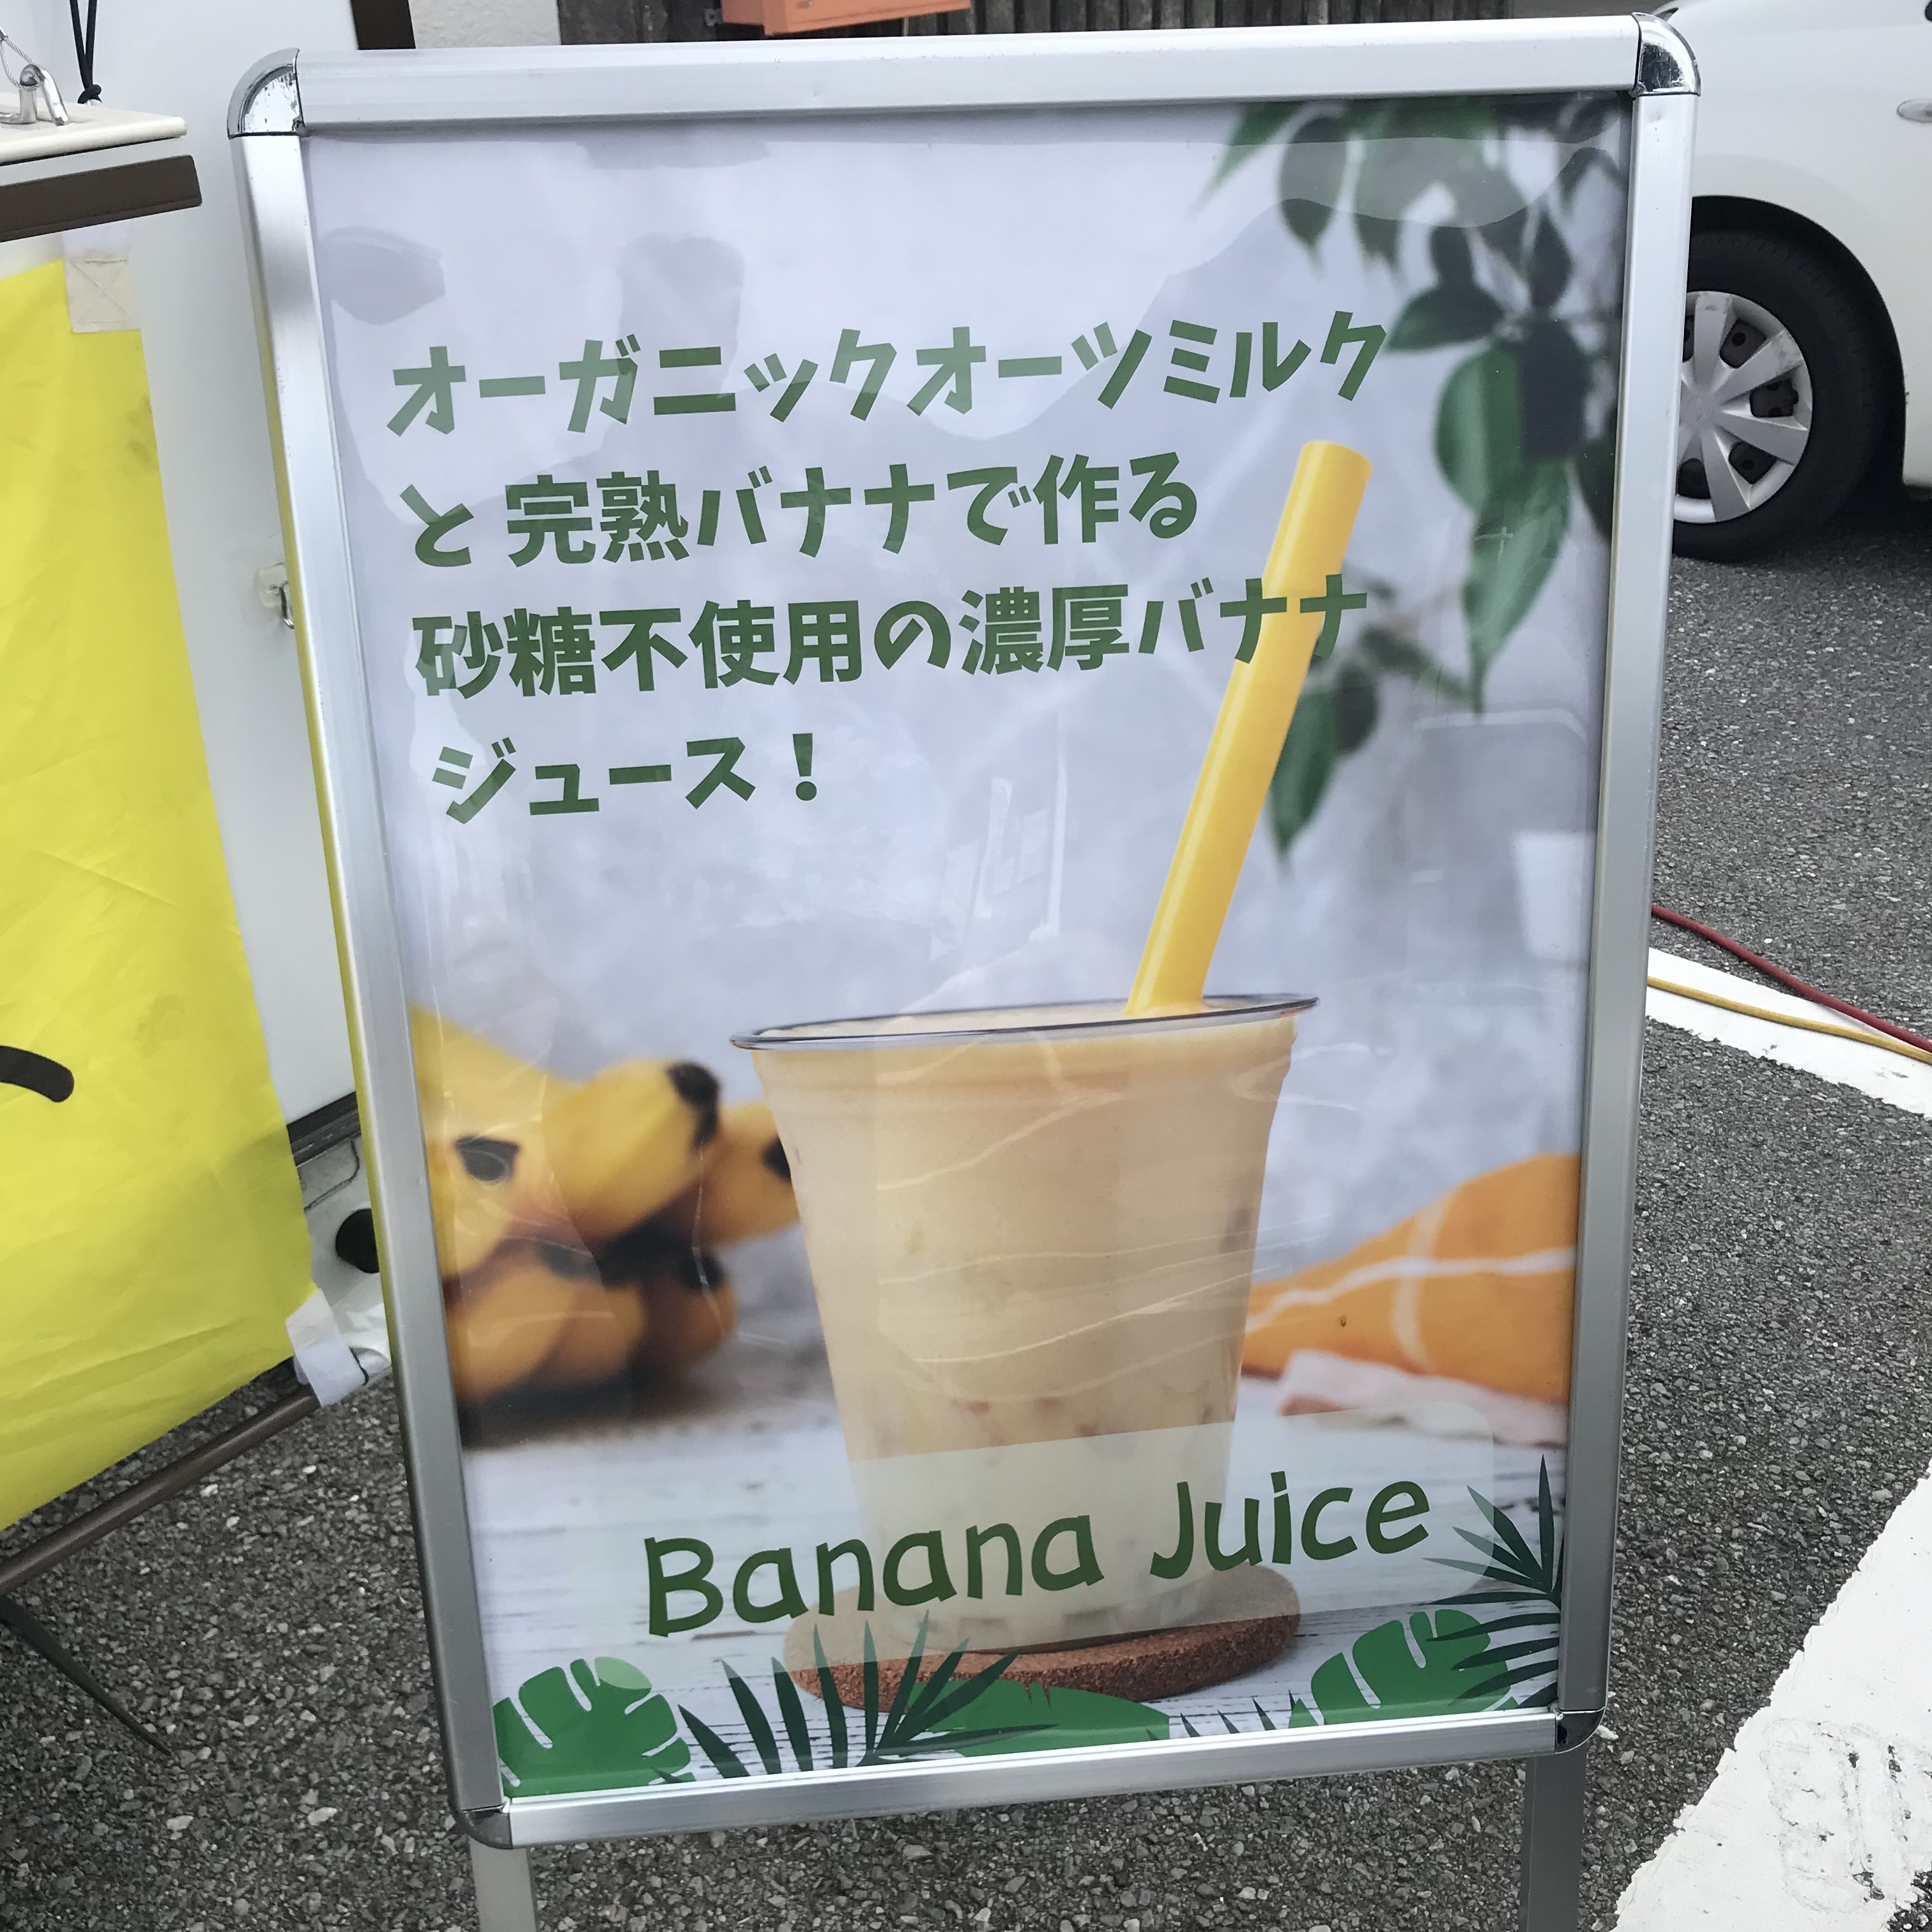 オーガニックオーツミルク
と 完熟バナナで作る
砂糖不使用の濃厚バナナ
ジュース！
Banana Juice